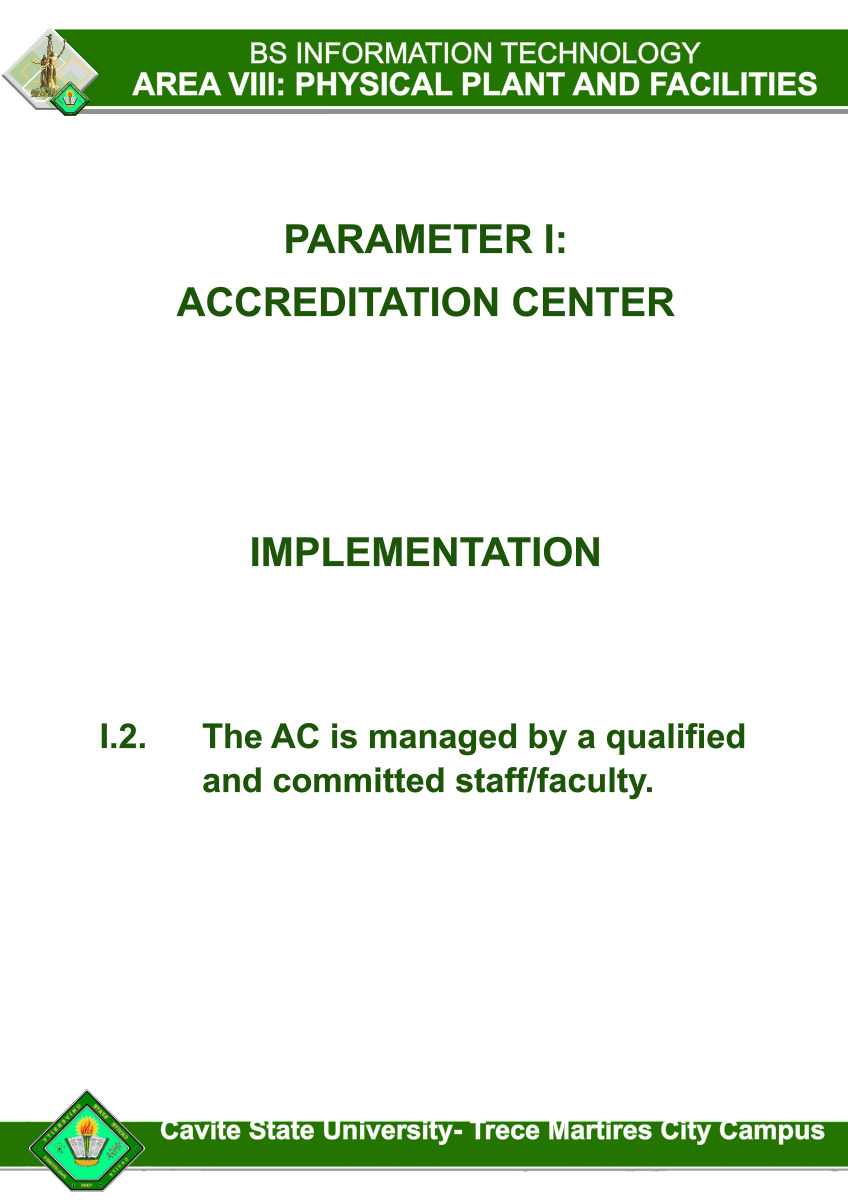 BS INFORMATION TECHNOLOGY
AREA VIII: PHYSICAL PLANT AND FACILITIES
PARAMETER I:
ACCREDITATION CENTER
IMPLEMENTATION
I.2. The AC is managed by a qualified
and committed staff/faculty.
Cavite State University- Trece Martires City Campus